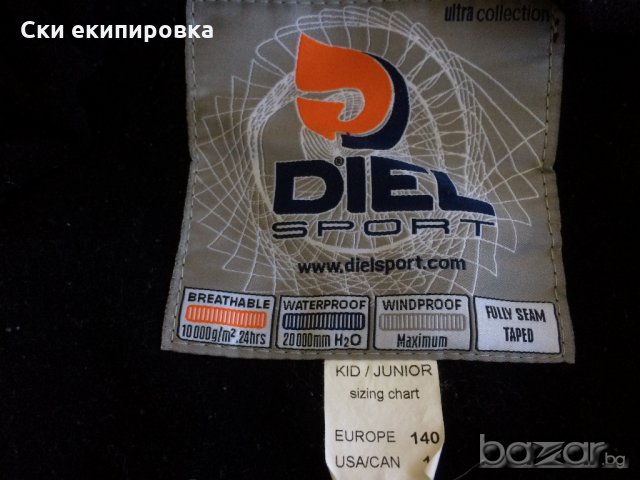 Ски екипировка
ultra collection
DIEL
®
SPORT
www.dielsport.com
BREATHABLE
10000g/m². 24hrs
WATERPROOF
20000mm H₂O
WINDPROOF
Maximum
FULLY SEAM
TAPED
KID / JUNIOR
sizing chart
EUROPE 140
USA/CAN
bazar.bg